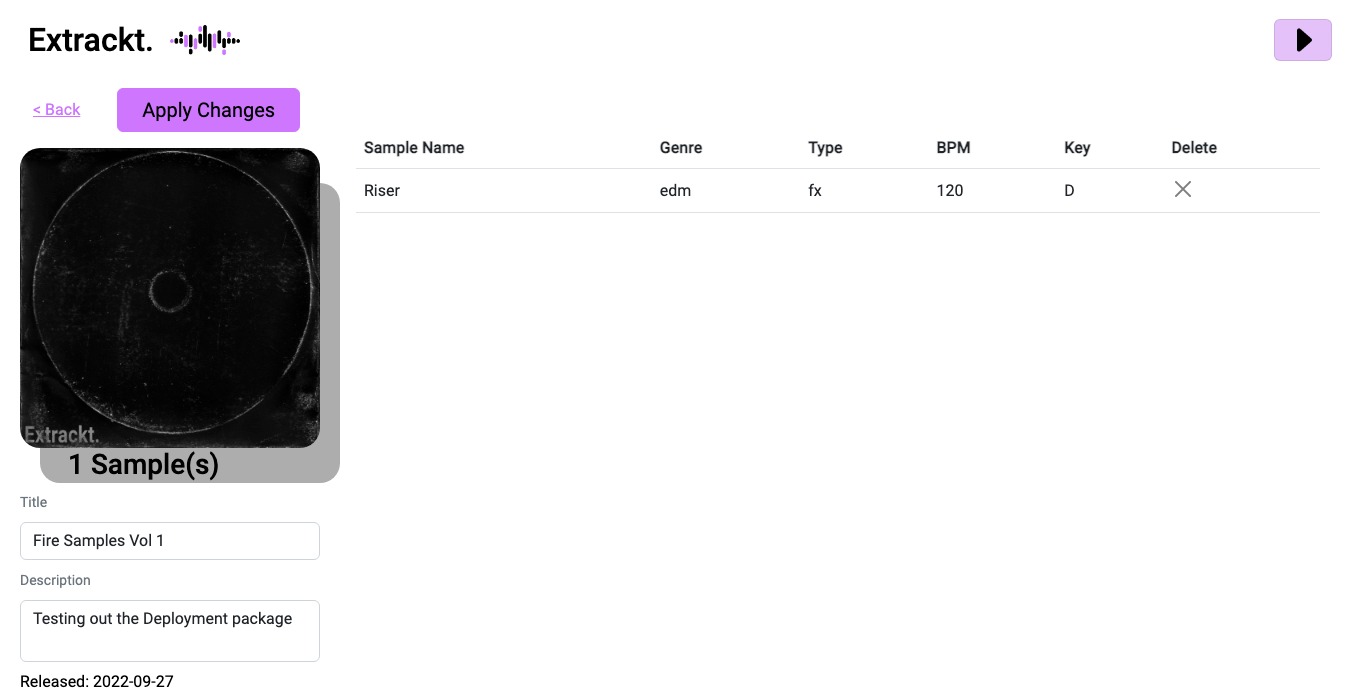 Extrackt.
< Back
Apply Changes
Sample Name Genre Type BPM Key Delete
Riser edm fx 120 D
Extrackt.
1 Sample(s)
Title
Fire Samples Vol 1
Description
Testing out the Deployment package
Released: 2022-09-27